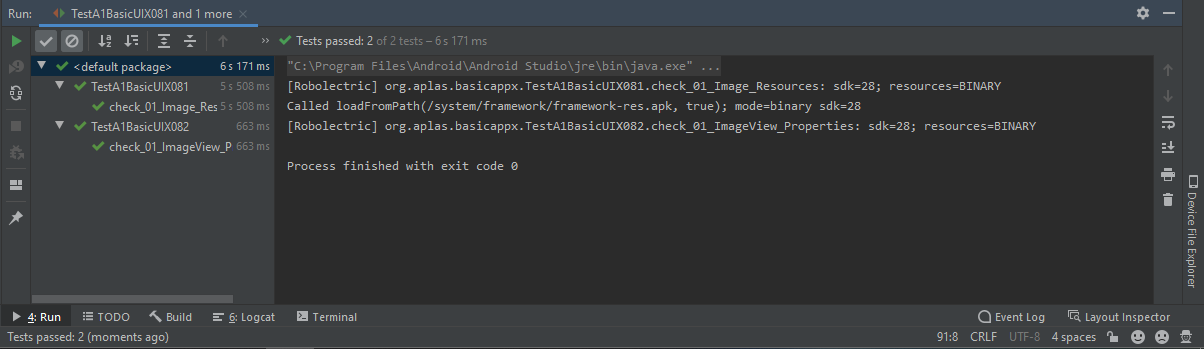 Run: TestA1BasicUIX081 and 1 more
Tests passed: 2 of 2 tests – 6 s 171 ms
<default package> 6 s 171 ms
TestA1BasicUIX081 5 s 508 ms
check_01_Image_Res 5 s 508 ms
TestA1BasicUIX082 663 ms
check_01_ImageView_P 663 ms
"C:\Program Files\Android\Android Studio\jre\bin\java.exe" ...
[Robolectric] org.aplas.basicappx.TestA1BasicUIX081.check_01_Image_Resources: sdk=28; resources=BINARY
Called loadFromPath(/system/framework/framework-res.apk, true); mode=binary sdk=28
[Robolectric] org.aplas.basicappx.TestA1BasicUIX082.check_01_ImageView_Properties: sdk=28; resources=BINARY
Process finished with exit code 0
Device File Explorer
4: Run TODO Build 6: Logcat Terminal Event Log Layout Inspector
Tests passed: 2 (moments ago) 91:8 CRLF UTF-8 4 spaces